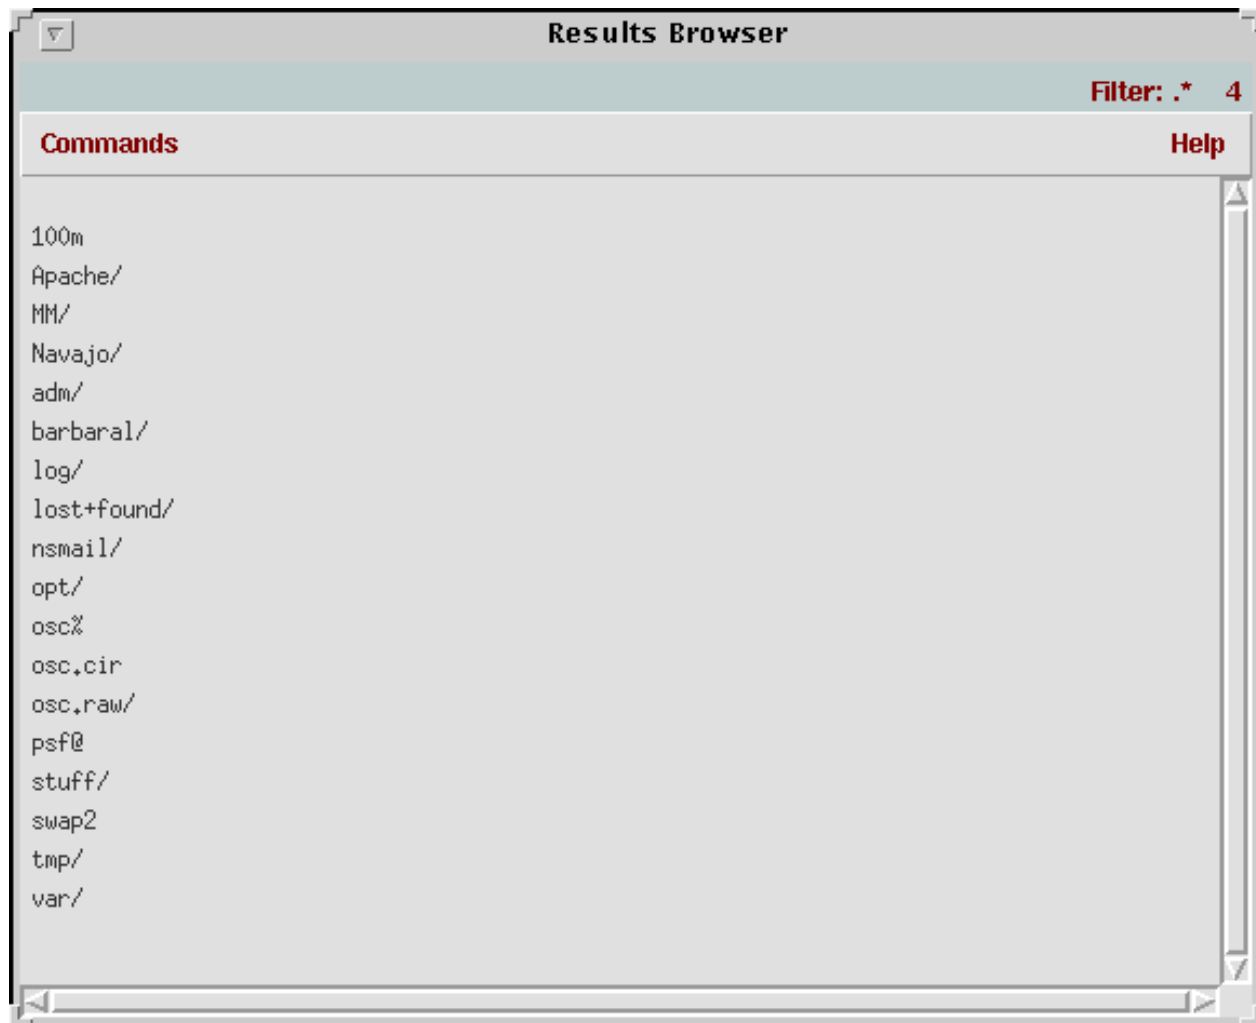 Results Browser
Filter: .* 4
Commands Help
100m
Apache/
MM/
Navajo/
adm/
barbaral/
log/
lost+found/
nsmail/
opt/
osc%
osc.cir
osc.raw/
psf@
stuff/
swap2
tmp/
var/